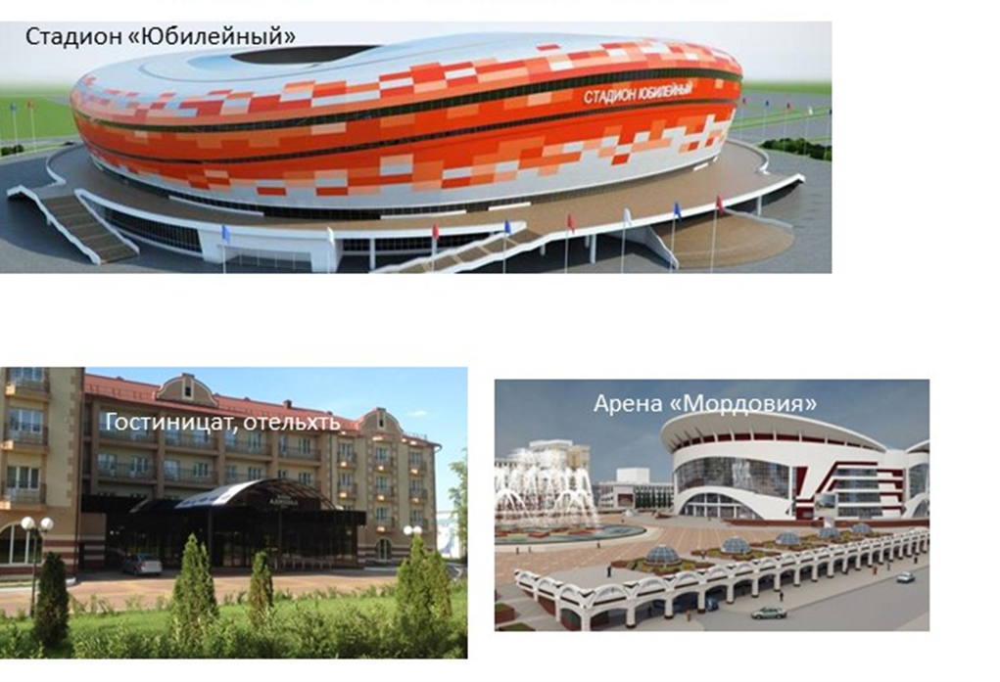 Стадион «Юбилейный»
СТАДИОН ЮБИЛЕЙНЫЙ
Гостиницат, отельхть
Арена «Мордовия»